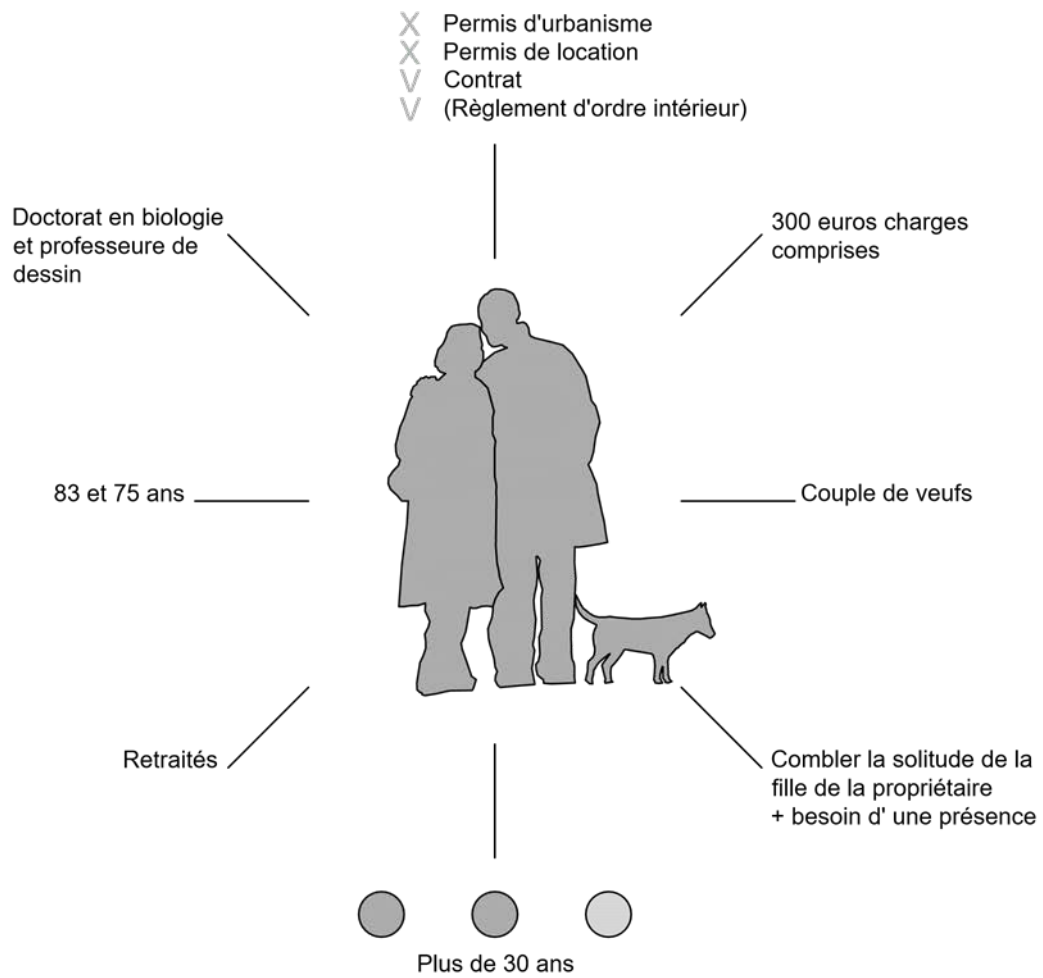 X Permis d'urbanisme
X Permis de location
V Contrat
V (Règlement d'ordre intérieur)
Doctorat en biologie
et professeure de
dessin
300 euros charges
comprises
83 et 75 ans
Couple de veufs
Retraités
Combler la solitude de la
fille de la propriétaire
+ besoin d' une présence
Plus de 30 ans